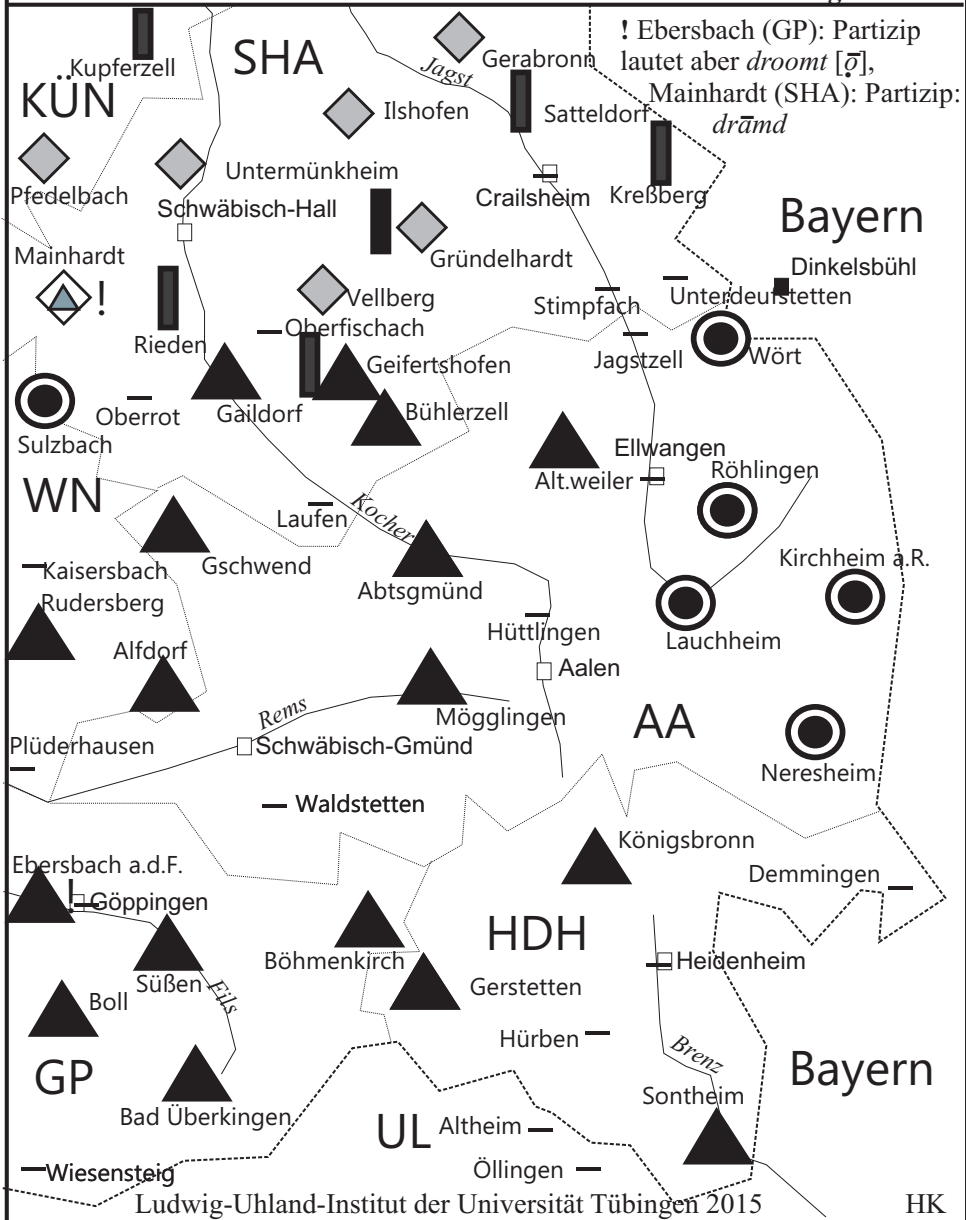 ! Ebersbach (GP): Partizip
lautet aber droomt [ọ̄],
Mainhardt (SHA): Partizip:
drāmd
SHA
Kupferzell
Jagst
Gerabronn
KÜN
Ilshofen
Satteldorf
Pfedelbach
Untermünkheim
Crailsheim
Kreßberg
Schwäbisch-Hall
Bayern
Mainhardt
!
Gründelhardt
Dinkelsbühl
Vellberg
Stimpfach
Unterdeufstetten
Rieden
Oberfischach
Geifertshofen
Jagstzell
Wört
Sulzbach
Oberrot
Gaildorf
Bühlerzell
Ellwangen
Röhlingen
Alt.weiler
WN
Laufen
Kocher
Kaisersbach
Gschwend
Kirchheim a.R.
Rudersberg
Abtsgmünd
Hüttlingen
Lauchheim
Alfdorf
Aalen
Rems
Mögglingen
AA
Plüderhausen
Schwäbisch-Gmünd
Neresheim
Waldstetten
Königsbronn
Ebersbach a.d.F.
Demmingen
!
Göppingen
HDH
Böhmenkirch
Heidenheim
Süßen
Fils
Boll
Gerstetten
Hürben
Brenz
GP
Bayern
Sontheim
Bad Überkingen
UL
Altheim
Wiesensteig
Öllingen
Ludwig-Uhland-Institut der Universität Tübingen 2015
HK